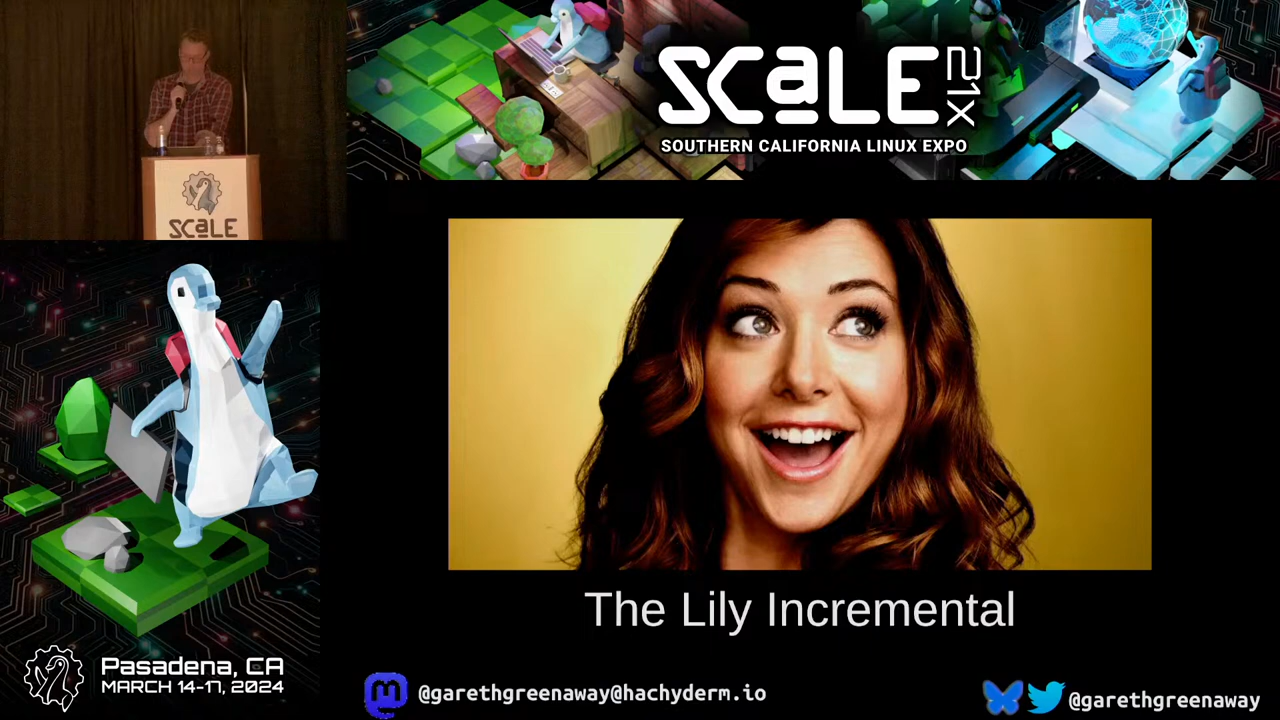 SCALE 21X
SOUTHERN CALIFORNIA LINUX EXPO
SCALE
The Lily Incremental
Pasadena, CA
MARCH 14-17, 2024
@garethgreenaway@hachyderm.io
@garethgreenaway